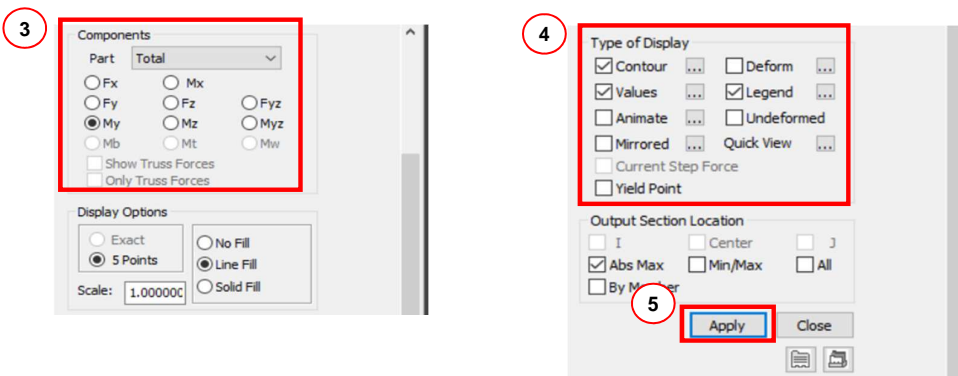 3
Components
Part Total
Fx Mx
Fy Fz Fyz
My Mz Myz
Mb Mt Mw
Show Truss Forces
Only Truss Forces
Display Options
Exact
5 Points
No Fill
Line Fill
Solid Fill
Scale: 1.00000
4
Type of Display
Contour ... Deform ...
Values ... Legend ...
Animate ... Undeformed
Mirrored ... Quick View ...
Current Step Force
Yield Point
Output Section Location
I Center J
Abs Max Min/Max All
By
5
Apply Close